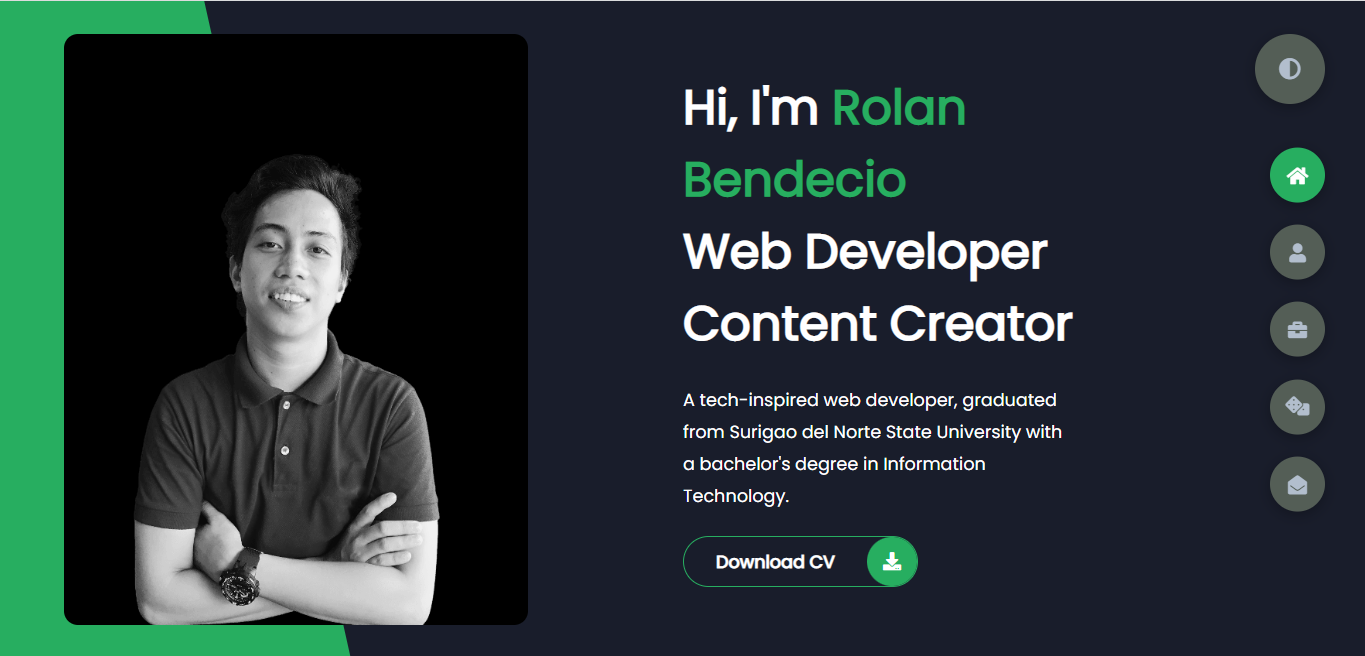 Hi, I'm Rolan
Bendecio
Web Developer
Content Creator
A tech-inspired web developer, graduated
from Surigao del Norte State University with
a bachelor's degree in Information
Technology.
Download CV